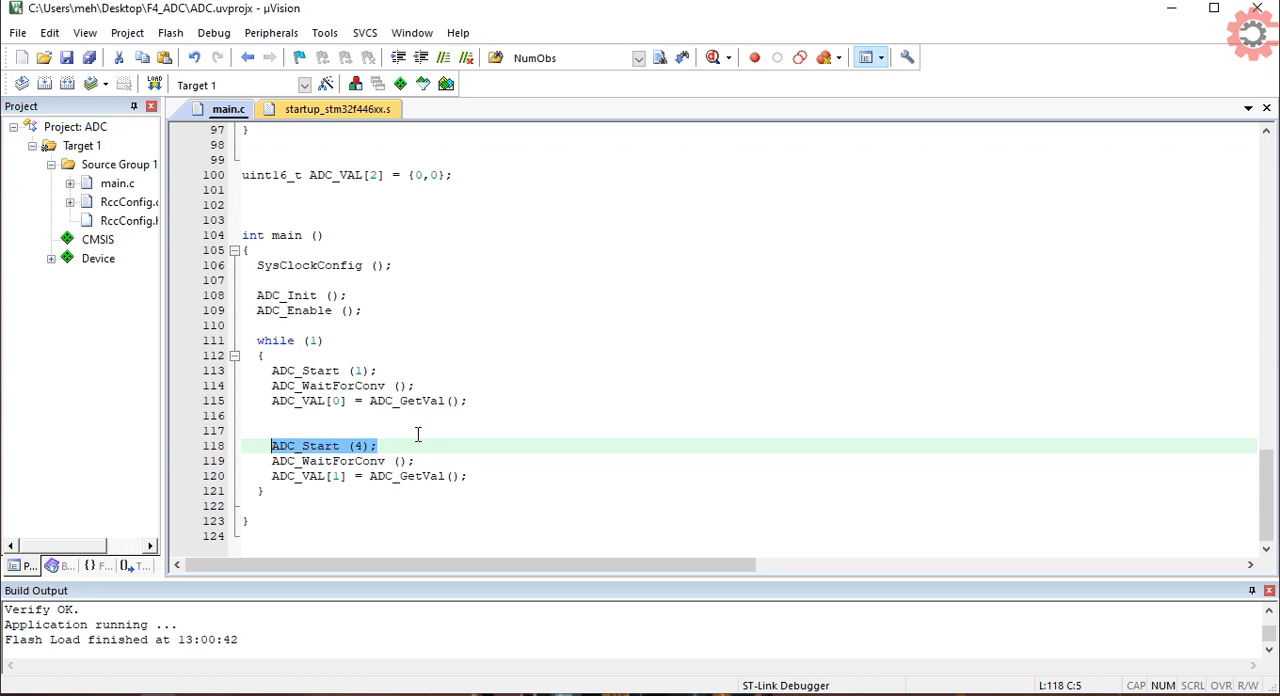 C:\Users\meh\Desktop\F4_ADC\ADC.uvprojx - µVision
File Edit View Project Flash Debug Peripherals Tools SVCS Window Help
NumObs
LOAD Target 1
Project
main.c startup_stm32f446xx.s
Project: ADC
Target 1
Source Group 1
main.c
RccConfig.c
RccConfig.h
CMSIS
Device
97 }
98
99
100 uint16_t ADC_VAL[2] = {0,0};
101
102
103
104 int main ()
105 {
106 SysClockConfig ();
107
108 ADC_Init ();
109 ADC_Enable ();
110
111 while (1)
112 {
113 ADC_Start (1);
114 ADC_WaitForConv ();
115 ADC_VAL[0] = ADC_GetVal();
116
117
118 ADC_Start (4);
119 ADC_WaitForConv ();
120 ADC_VAL[1] = ADC_GetVal();
121 }
122
123 }
124
P... B... {} F... T...
Build Output
Verify OK.
Application running ...
Flash Load finished at 13:00:42
ST-Link Debugger L:118 C:5 CAP NUM SCRL OVR R/W